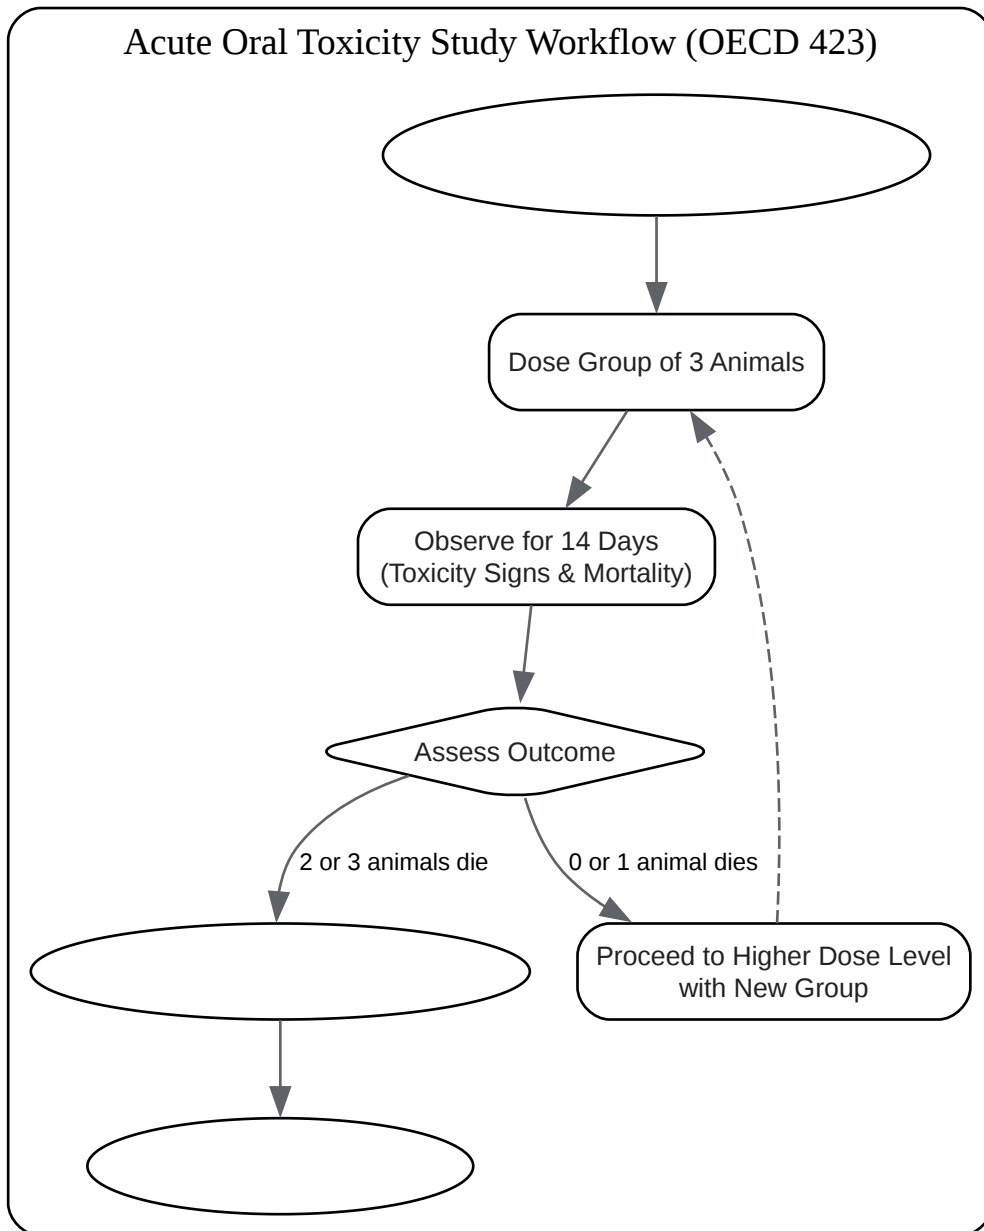 Acute Oral Toxicity Study Workflow (OECD 423)
Dose Group of 3 Animals
Observe for 14 Days
(Toxicity Signs & Mortality)
Assess Outcome
2 or 3 animals die
0 or 1 animal dies
Proceed to Higher Dose Level
with New Group